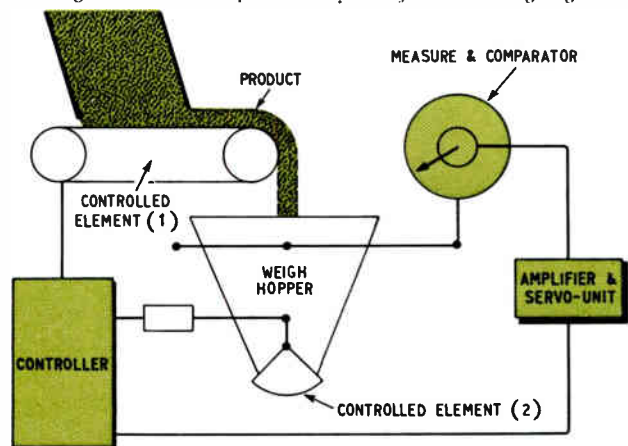 PRODUCT
MEASURE & COMPARATOR
CONTROLLED
ELEMENT (1)
WEIGH
HOPPER
AMPLIFIER &
SERVO-UNIT
CONTROLLER
CONTROLLED ELEMENT (2)